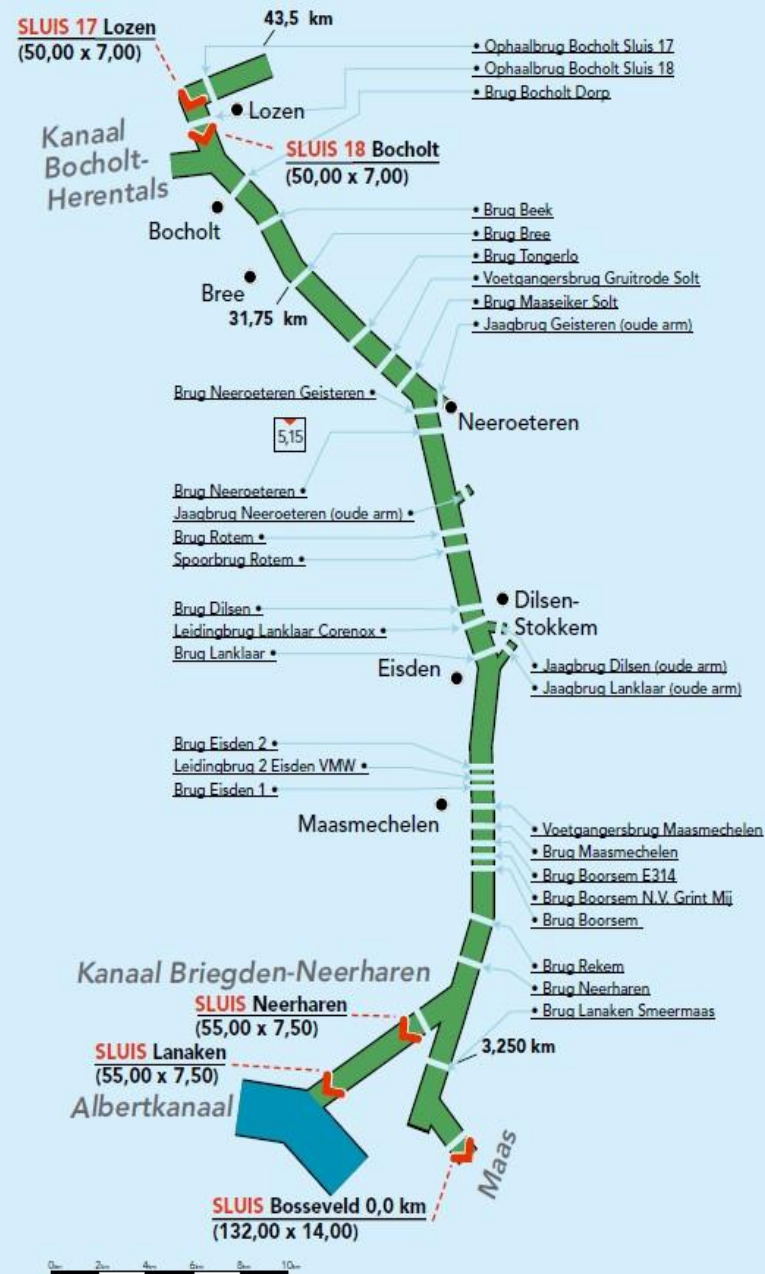 43,5 km
SLUIS 17 Lozen
(50,00 x 7,00)
• Ophaalbrug Bocholt Sluis 17
• Ophaalbrug Bocholt Sluis 18
• Brug Bocholt Dorp
Lozen
Kanaal
Bocholt-
Herentals
SLUIS 18 Bocholt
(50,00 x 7,00)
Bocholt
• Brug Beek
• Brug Bree
• Brug Tongerlo
• Voetgangersbrug Gruitrode Solt
• Brug Maaseiker Solt
• Jaagbrug Geisteren (oude arm)
Bree
31,75 km
Brug Neeroeteren Geisteren •
Neeroeteren
5,15
Brug Neeroeteren •
Jaagbrug Neeroeteren (oude arm) •
Brug Rotem •
Spoorbrug Rotem •
Brug Dilsen •
Leidingbrug Lanklaar Corenox •
Brug Lanklaar •
Dilsen-
Stokkem
Eisden
• Jaagbrug Dilsen (oude arm)
• Jaagbrug Lanklaar (oude arm)
Brug Eisden 2 •
Leidingbrug 2 Eisden VMW •
Brug Eisden 1 •
Maasmechelen
• Voetgangersbrug Maasmechelen
• Brug Maasmechelen
• Brug Boorsem E314
• Brug Boorsem N.V. Grint Mij
• Brug Boorsem
• Brug Rekem
• Brug Neerharen
• Brug Lanaken Smeermaas
Kanaal Briegden-Neerharen
SLUIS Neerharen
(55,00 x 7,50)
3,250 km
SLUIS Lanaken
(55,00 x 7,50)
Albertkanaal
Maas
SLUIS Bosseveld 0,0 km
(132,00 x 14,00)
0km 2km 4km 6km 8km 10km